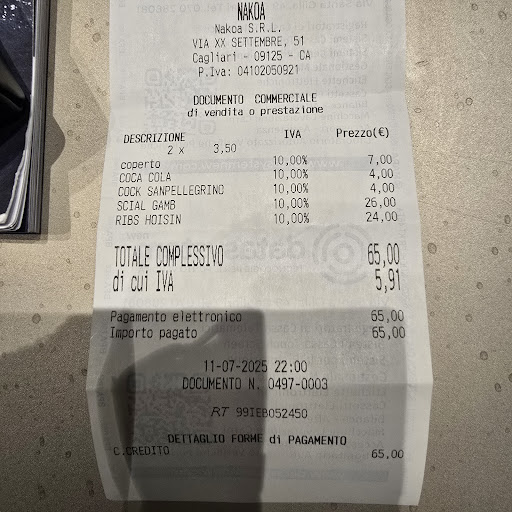 NAKOA
Nakoa S.R.L.
VIA XX SETTEMBRE, 51
Cagliari - 09125 - CA
P.Iva: 04102050921
DOCUMENTO COMMERCIALE
di vendita o prestazione
DESCRIZIONE IVA Prezzo(€)
2 x 3,50
coperto 10,00% 7,00
COCA COLA 10,00% 4,00
COCK SANPELLEGRINO 10,00% 4,00
SCIAL GAMB 10,00% 26,00
RIBS HOISIN 10,00% 24,00
TOTALE COMPLESSIVO 65,00
di cui IVA 5,91
Pagamento elettronico 65,00
Importo pagato 65,00
11-07-2025 22:00
DOCUMENTO N. 0497-0003
RT 99IEB052450
DETTAGLIO FORME di PAGAMENTO
C.CREDITO 65,00